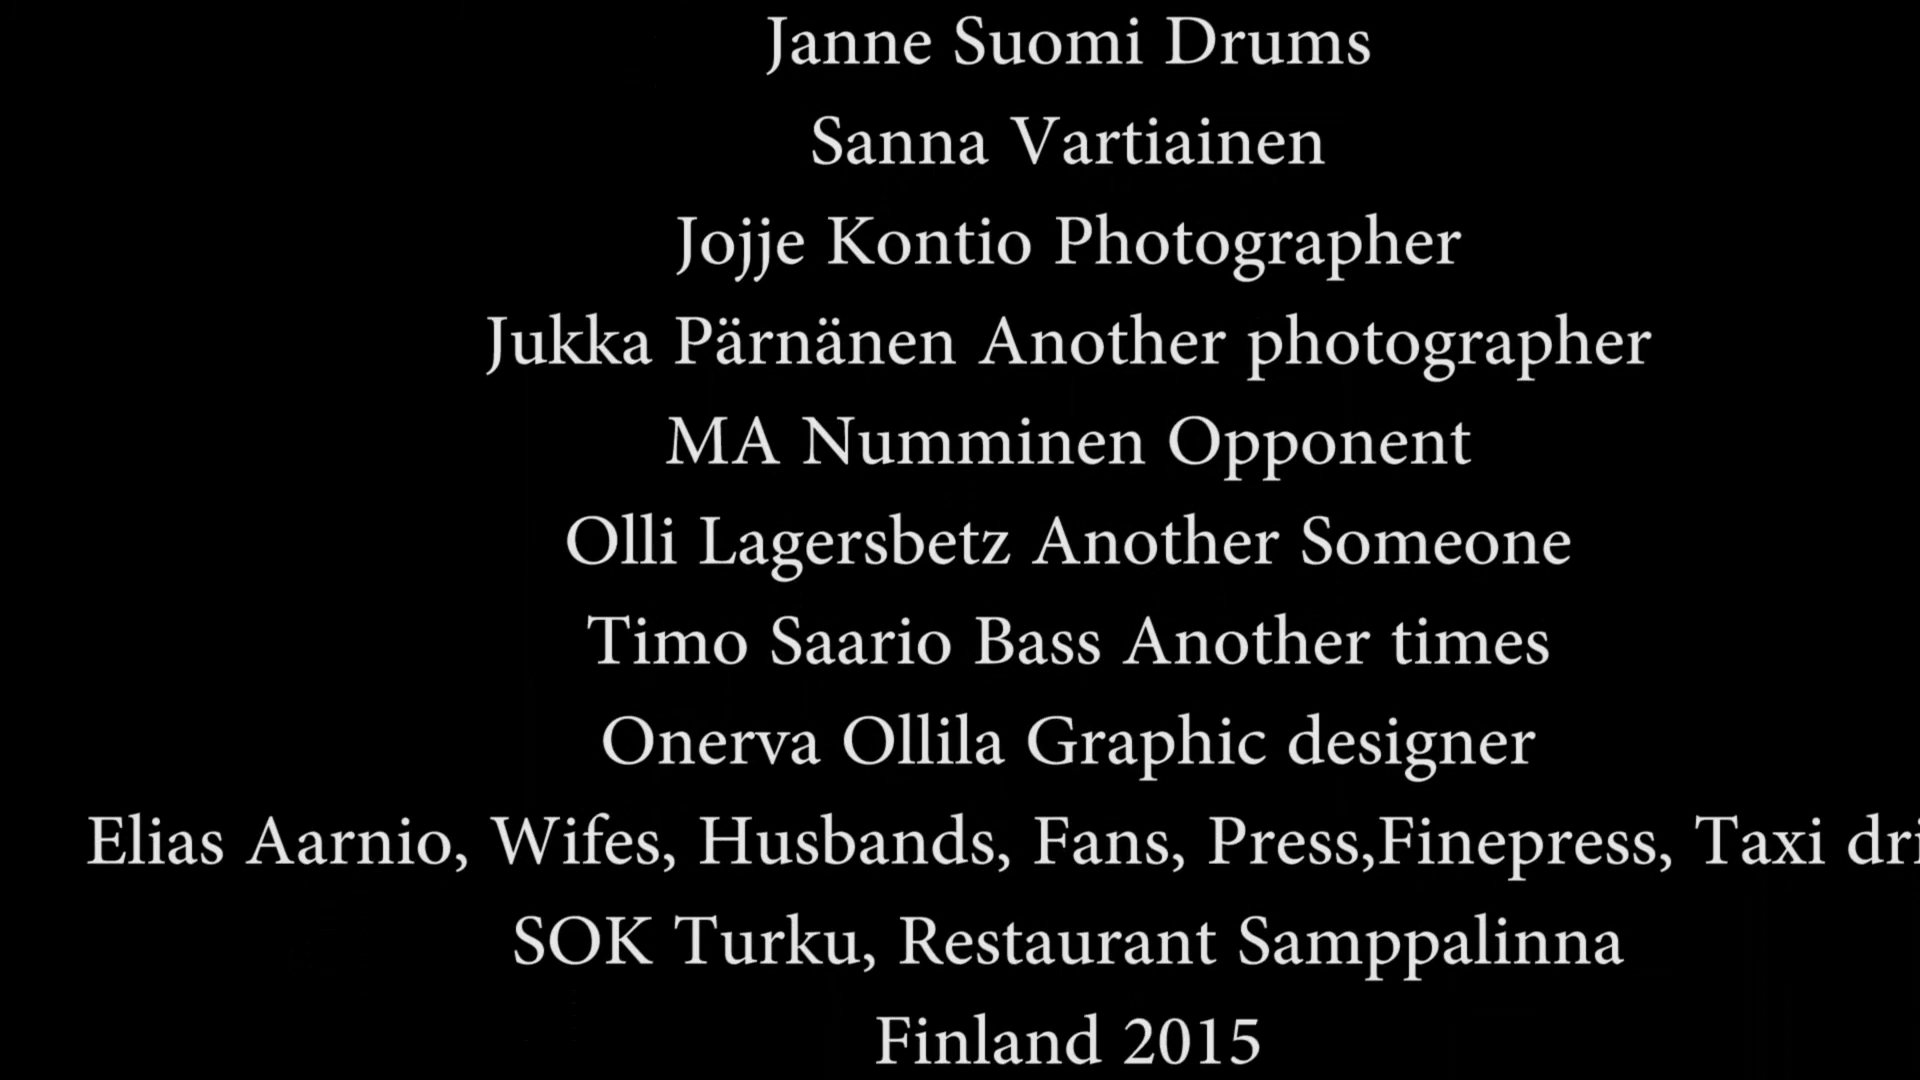 Janne Suomi Drums
Sanna Vartiainen
Jojje Kontio Photographer
Jukka Pärnänen Another photographer
MA Numminen Opponent
Olli Lagersbetz Another Someone
Timo Saario Bass Another times
Onerva Ollila Graphic designer
Elias Aarnio, Wifes, Husbands, Fans, Press,Finepress, Taxi dri
SOK Turku, Restaurant Samppalinna
Finland 2015